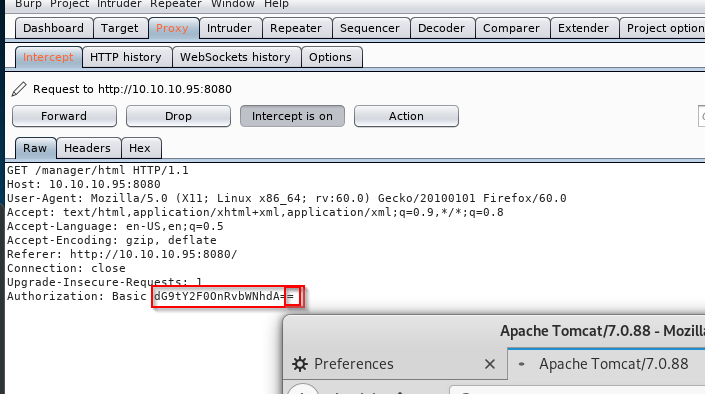 Burp Project Intruder Repeater Window Help
Dashboard Target Proxy Intruder Repeater Sequencer Decoder Comparer Extender Project option
Intercept HTTP history WebSockets history Options
Request to http://10.10.10.95:8080
Forward Drop Intercept is on Action
Raw Headers Hex
GET /manager/html HTTP/1.1
Host: 10.10.10.95:8080
User-Agent: Mozilla/5.0 (X11; Linux x86_64; rv:60.0) Gecko/20100101 Firefox/60.0
Accept: text/html,application/xhtml+xml,application/xml;q=0.9,*/*;q=0.8
Accept-Language: en-US,en;q=0.5
Accept-Encoding: gzip, deflate
Referer: http://10.10.10.95:8080/
Connection: close
Upgrade-Insecure-Requests: 1
Authorization: Basic dG9tY2F0OnRvbWNhdA==
Apache Tomcat/7.0.88 - Mozill
Preferences × Apache Tomcat/7.0.88